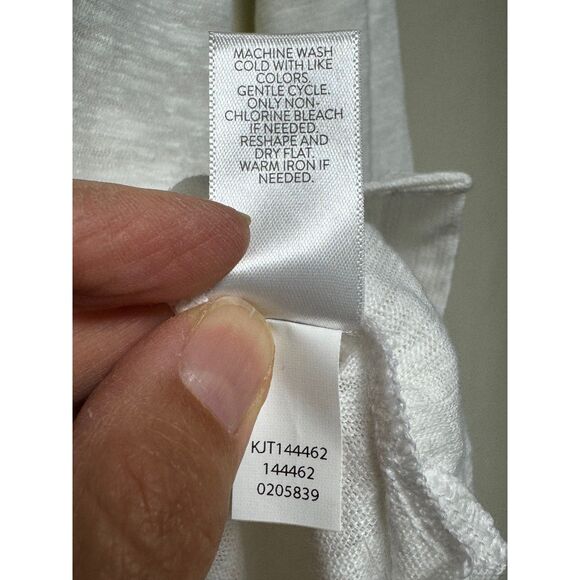 MACHINE WASH
COLD WITH LIKE
COLORS.
GENTLE CYCLE.
ONLY NON-
CHLORINE BLEACH
IF NEEDED.
RESHAPE AND
DRY FLAT.
WARM IRON IF
NEEDED.
KJT144462
144462
0205839